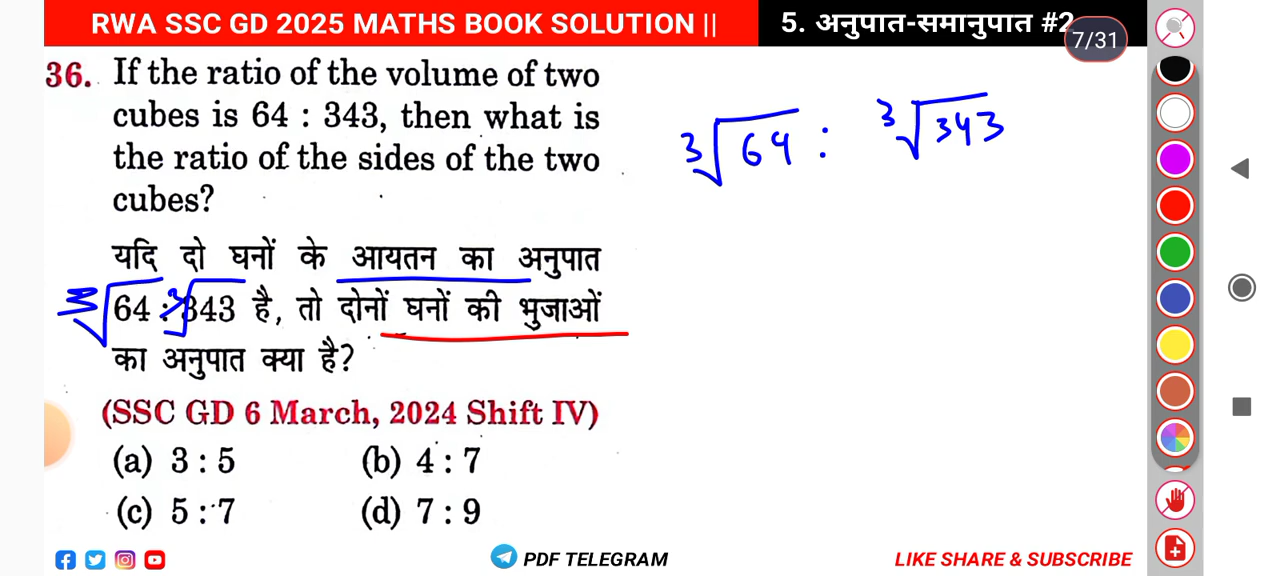 RWA SSC GD 2025 MATHS BOOK SOLUTION ||
5. अनुपात-समानुपात #2
7/31
36. If the ratio of the volume of two
cubes is 64 : 343, then what is
the ratio of the sides of the two
cubes?
∛64 : ∛343
यदि दो घनों के आयतन का अनुपात
64 : 343 है, तो दोनों घनों की भुजाओं
का अनुपात क्या है?
(SSC GD 6 March, 2024 Shift IV)
(a) 3 : 5 (b) 4 : 7
(c) 5 : 7 (d) 7 : 9
PDF TELEGRAM
LIKE SHARE & SUBSCRIBE